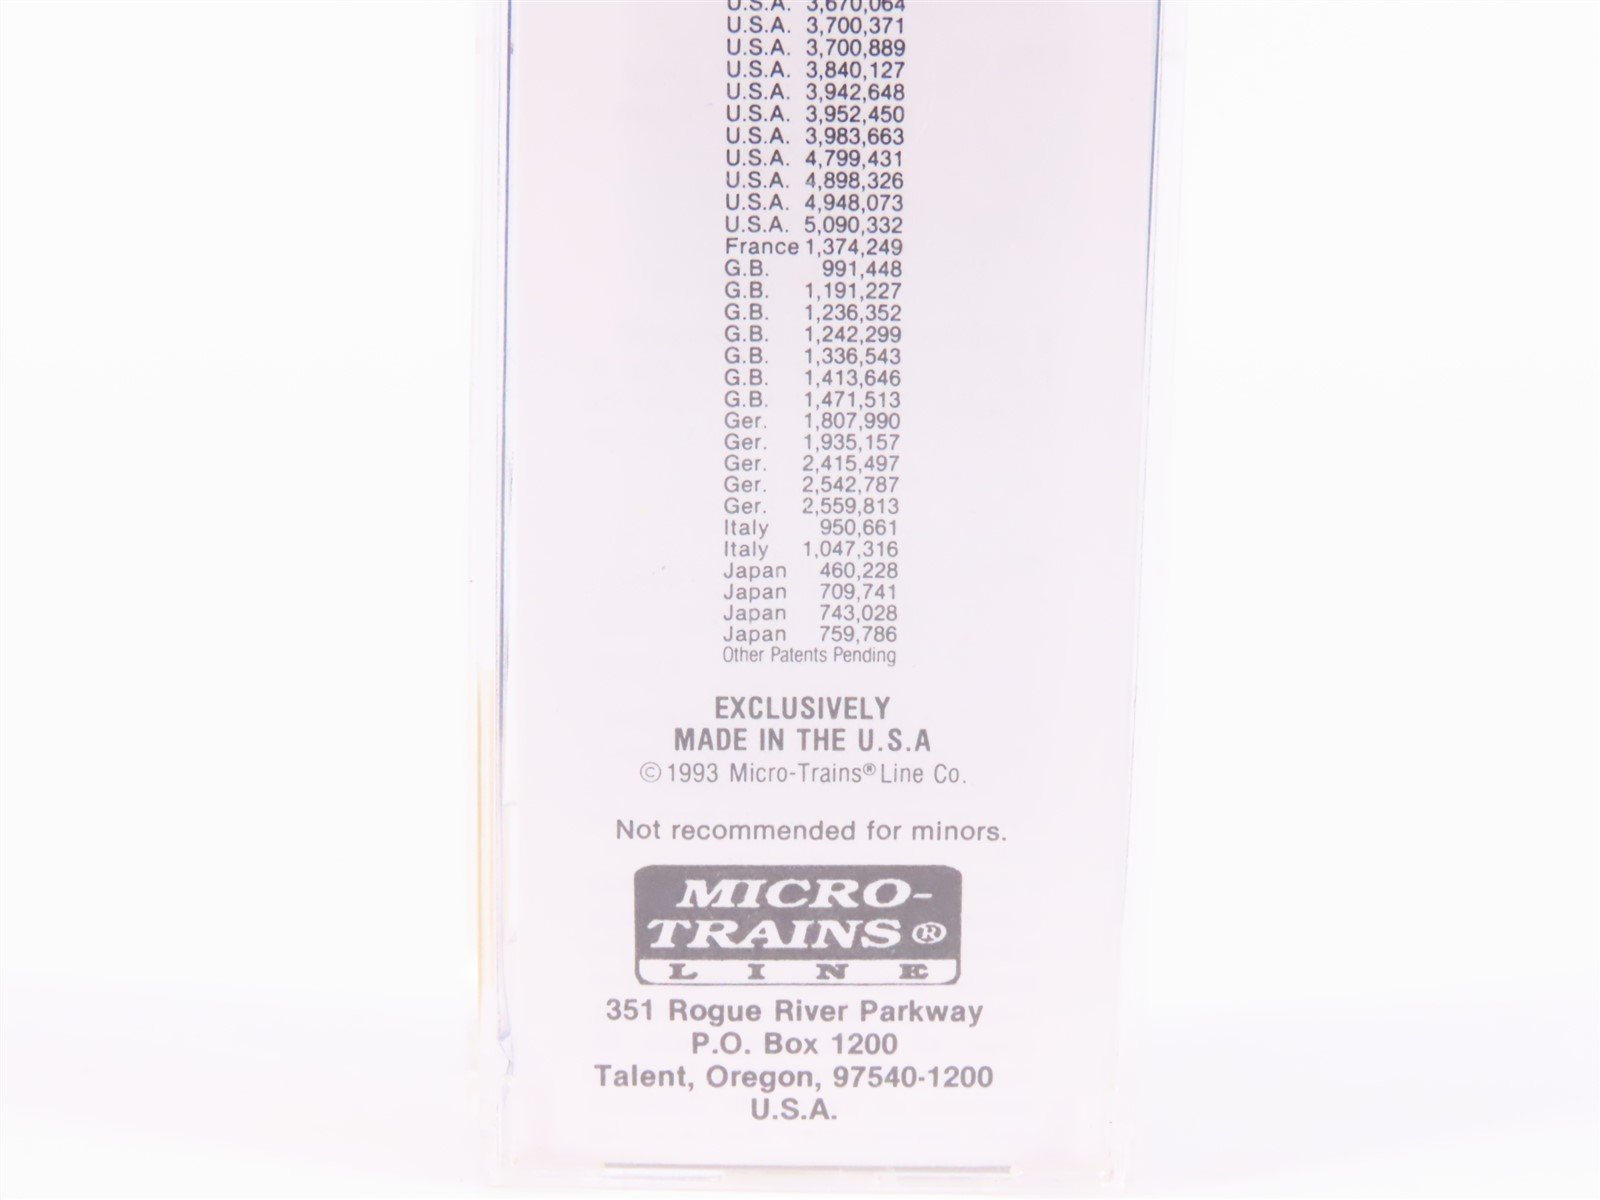 U.S.A. 3,670,064
U.S.A. 3,700,371
U.S.A. 3,700,889
U.S.A. 3,840,127
U.S.A. 3,942,648
U.S.A. 3,952,450
U.S.A. 3,983,663
U.S.A. 4,799,431
U.S.A. 4,898,326
U.S.A. 4,948,073
U.S.A. 5,090,332
France 1,374,249
G.B. 991,448
G.B. 1,191,227
G.B. 1,236,352
G.B. 1,242,299
G.B. 1,336,543
G.B. 1,413,646
G.B. 1,471,513
Ger. 1,807,990
Ger. 1,935,157
Ger. 2,415,497
Ger. 2,542,787
Ger. 2,559,813
Italy 950,661
Italy 1,047,316
Japan 460,228
Japan 709,741
Japan 743,028
Japan 759,786
Other Patents Pending
EXCLUSIVELY
MADE IN THE U.S.A
© 1993 Micro-Trains® Line Co.
Not recommended for minors.
MICRO-
TRAINS®
LINE
351 Rogue River Parkway
P.O. Box 1200
Talent, Oregon, 97540-1200
U.S.A.